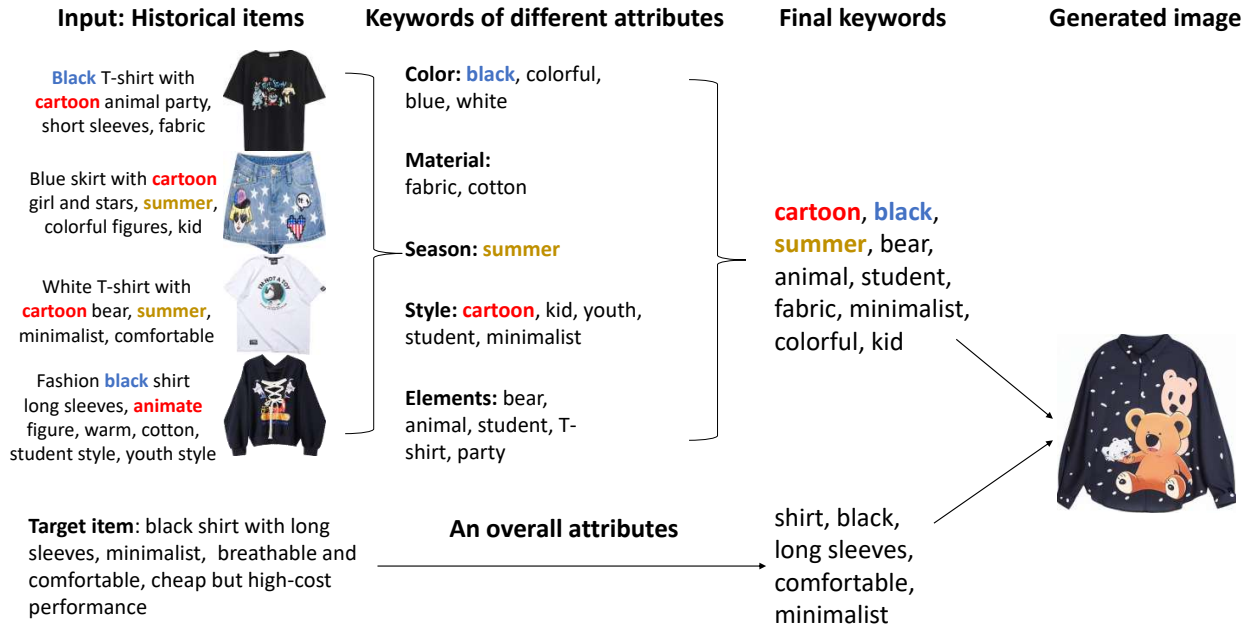 Input: Historical items
Keywords of different attributes
Final keywords
Generated image
Black T-shirt with
cartoon animal party,
short sleeves, fabric
Blue skirt with cartoon
girl and stars, summer,
colorful figures, kid
White T-shirt with
cartoon bear, summer,
minimalist, comfortable
I'M NOT A TOY
Fashion black shirt
long sleeves, animate
figure, warm, cotton,
student style, youth style
Color: black, colorful,
blue, white
Material:
fabric, cotton
Season: summer
Style: cartoon, kid, youth,
student, minimalist
Elements: bear,
animal, student, T-
shirt, party
cartoon, black,
summer, bear,
animal, student,
fabric, minimalist,
colorful, kid
Target item: black shirt with long
sleeves, minimalist, breathable and
comfortable, cheap but high-cost
performance
An overall attributes
shirt, black,
long sleeves,
comfortable,
minimalist